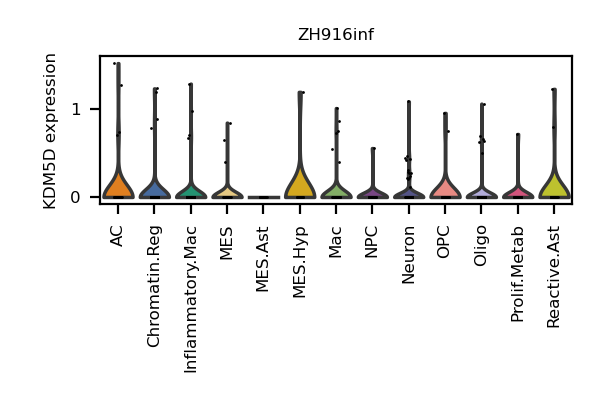 ZH916inf
KDM5D expression
1
0
AC
Chromatin.Reg
Inflammatory.Mac
MES
MES.Ast
MES.Hyp
Mac
NPC
Neuron
OPC
Oligo
Prolif.Metab
Reactive.Ast